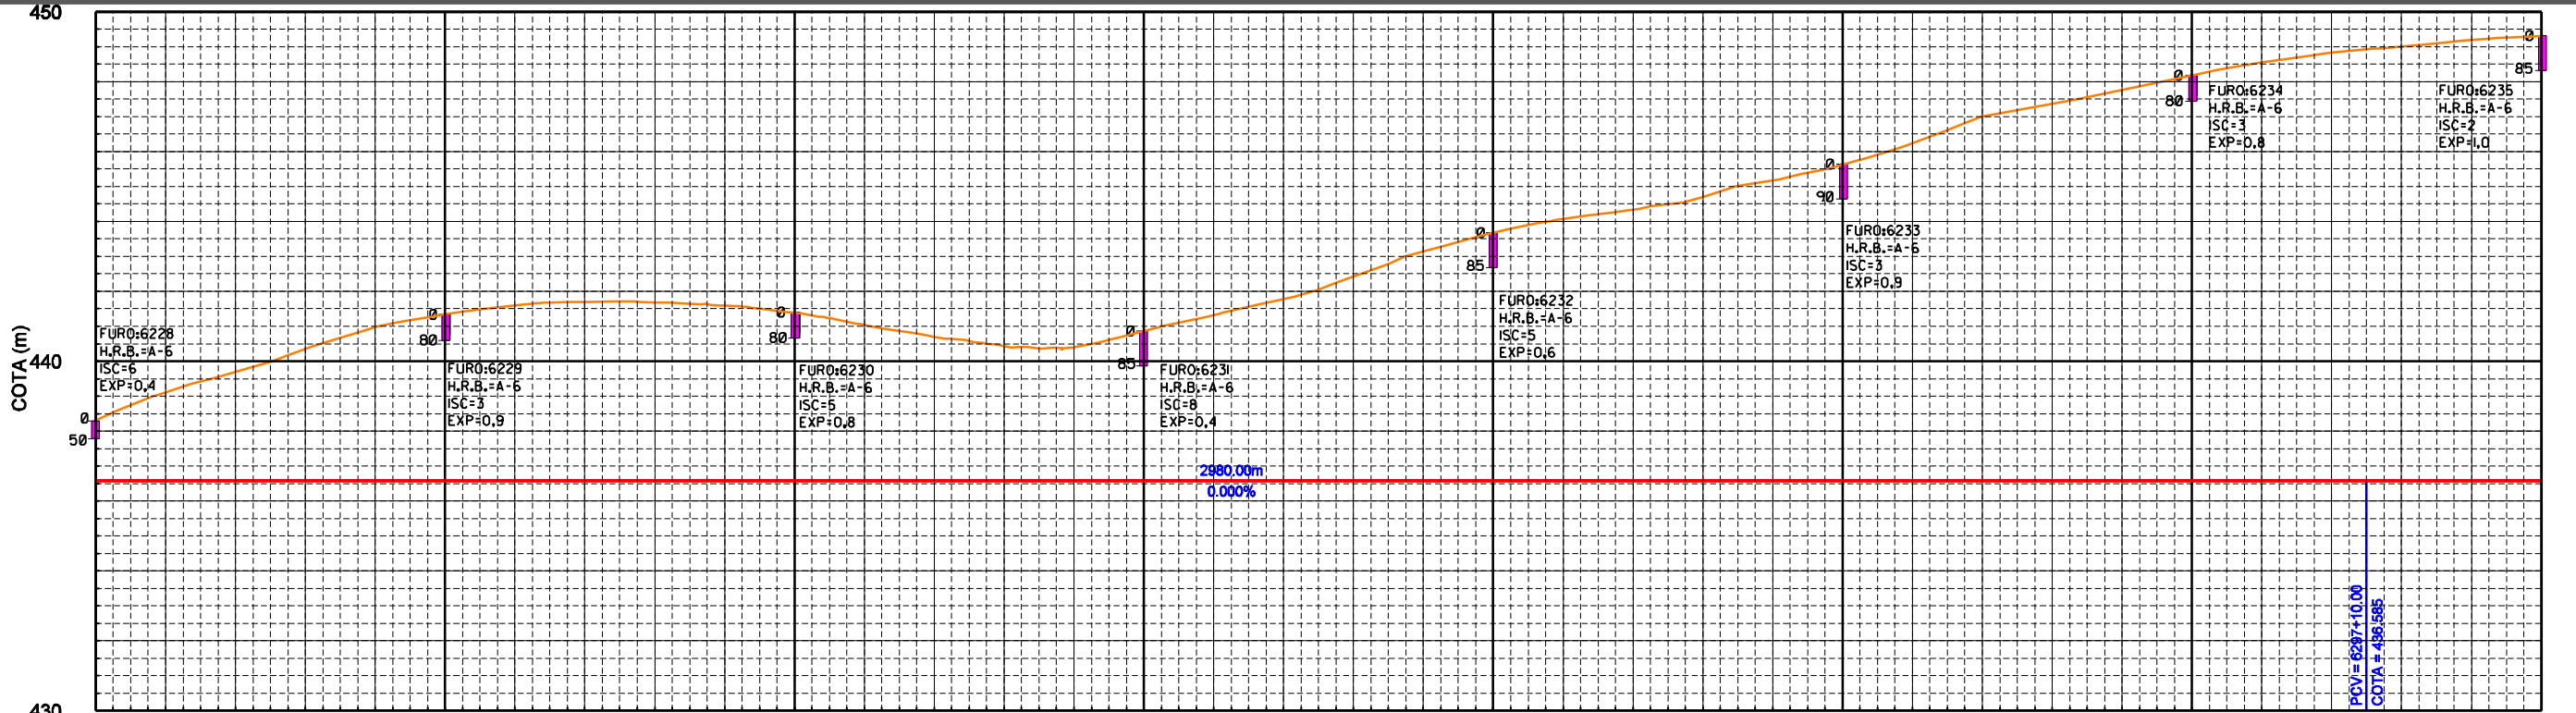 450
COTA (m)
440
430
0
50
FURO:6228
H.R.B.=A-6
ISC=6
EXP=0,4
0
80
FURO:6229
H.R.B.=A-6
ISC=3
EXP=0,9
0
80
FURO:6230
H.R.B.=A-6
ISC=5
EXP=0,8
0
85
FURO:6231
H.R.B.=A-6
ISC=8
EXP=0,4
0
85
FURO:6232
H.R.B.=A-6
ISC=5
EXP=0,6
0
90
FURO:6233
H.R.B.=A-6
ISC=3
EXP=0,9
0
80
FURO:6234
H.R.B.=A-6
ISC=3
EXP=0,8
0
85
FURO:6235
H.R.B.=A-6
ISC=2
EXP=1,0
2980.00m
0.000%
PCV = 6297+10.00
COTA = 436.585